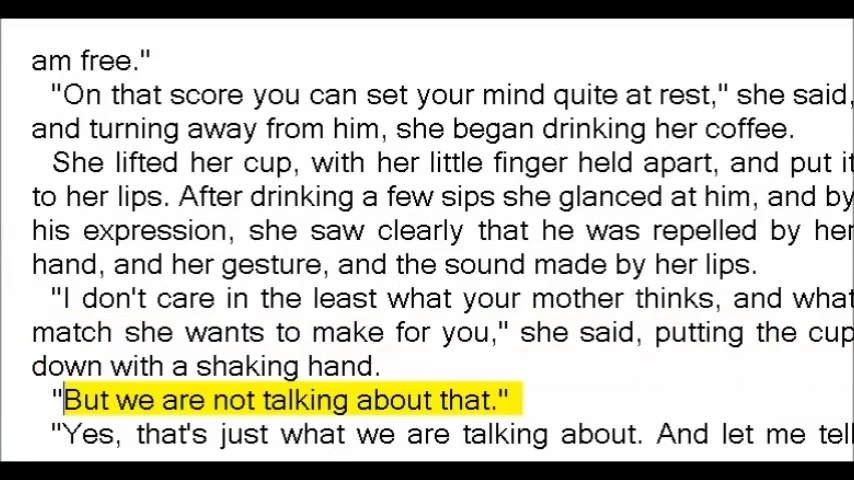 am free."
"On that score you can set your mind quite at rest," she said,
and turning away from him, she began drinking her coffee.
She lifted her cup, with her little finger held apart, and put it
to her lips. After drinking a few sips she glanced at him, and by
his expression, she saw clearly that he was repelled by her
hand, and her gesture, and the sound made by her lips.
"I don't care in the least what your mother thinks, and what
match she wants to make for you," she said, putting the cup
down with a shaking hand.
"But we are not talking about that."
"Yes, that's just what we are talking about. And let me tell